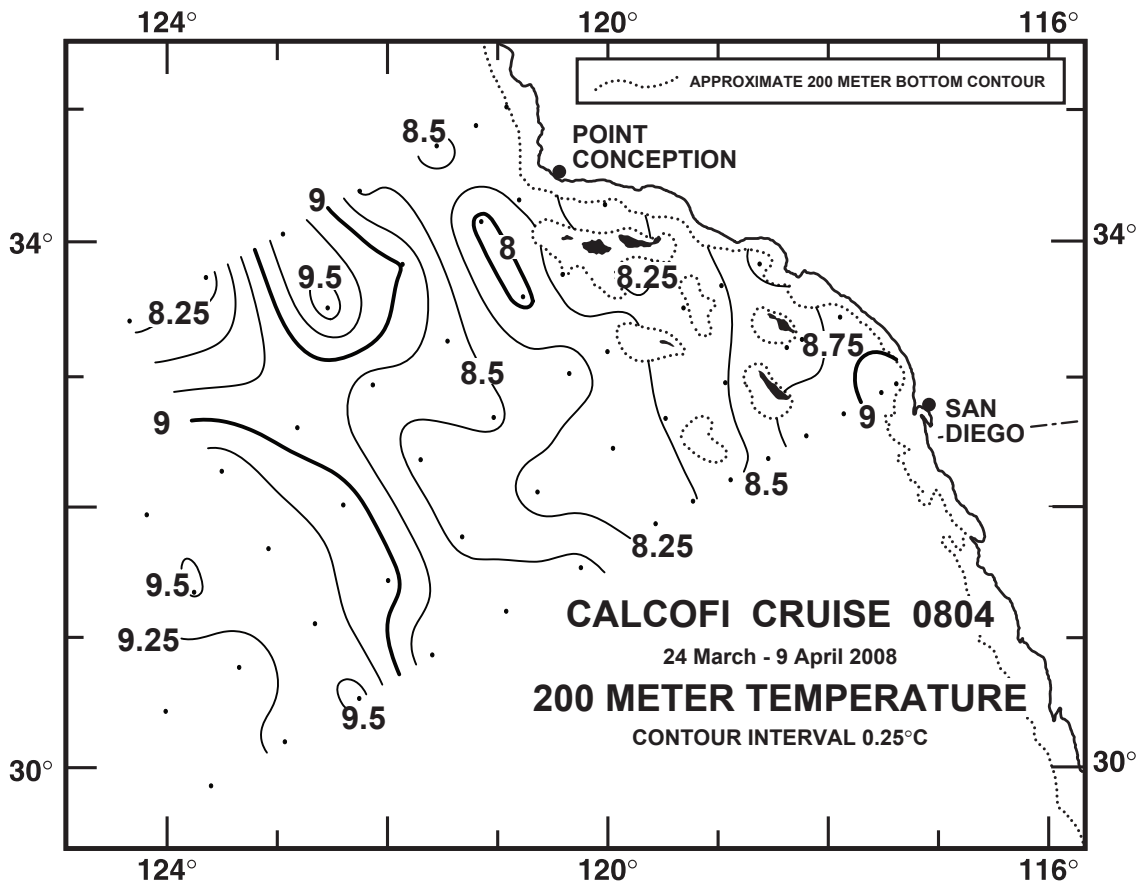 124° 120° 116°
APPROXIMATE 200 METER BOTTOM CONTOUR
8.5
POINT
CONCEPTION
9
34° 34°
8
9.5 8.25
8.25
8.75
8.5
9 9
SAN
DIEGO
8.5
8.25
9.5
CALCOFI CRUISE 0804
9.25
24 March - 9 April 2008
200 METER TEMPERATURE
9.5
CONTOUR INTERVAL 0.25°C
30° 30°
124° 120° 116°